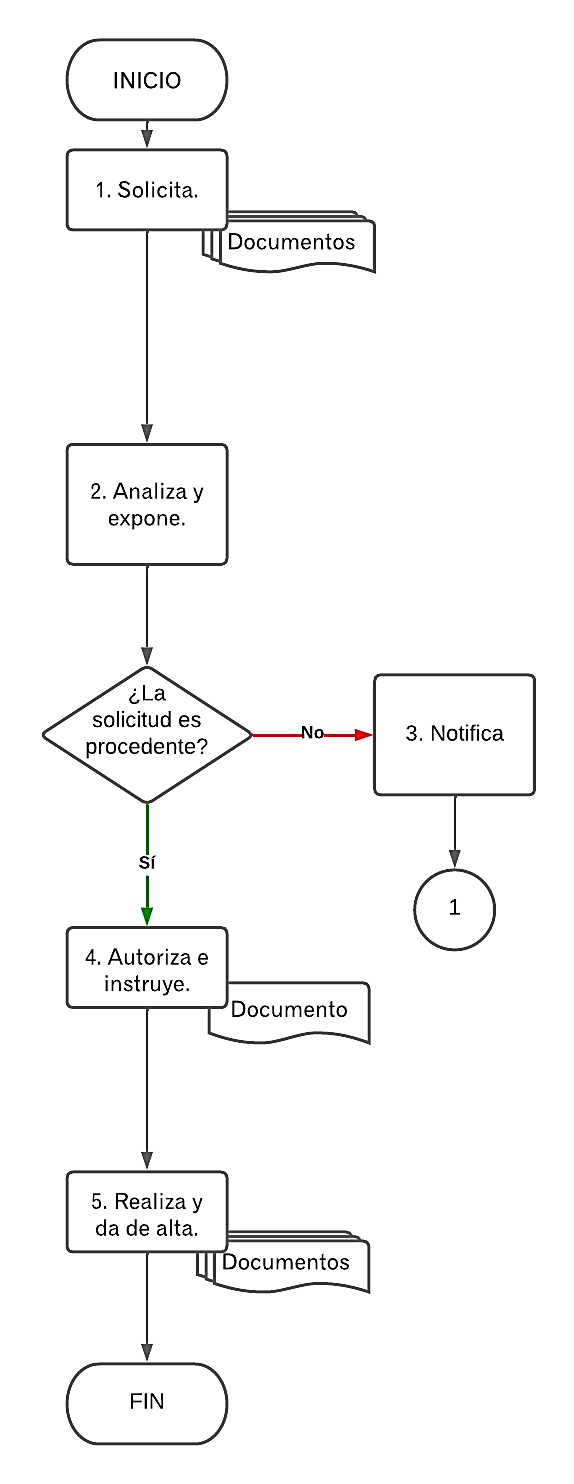 INICIO
1. Solicita.
Documentos
2. Analiza y
expone.
¿La
solicitud es
procedente?
No
3. Notifica
Sí
1
4. Autoriza e
instruye.
Documento
5. Realiza y
da de alta.
Documentos
FIN